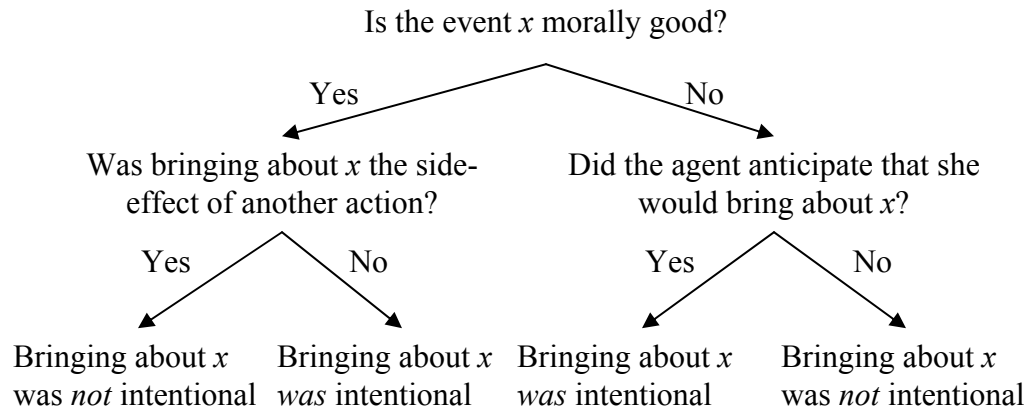 Is the event x morally good?
Yes
No
Was bringing about x the side-
effect of another action?
Did the agent anticipate that she
would bring about x?
Yes
No
Yes
No
Bringing about x
was not intentional
Bringing about x
was intentional
Bringing about x
was intentional
Bringing about x
was not intentional